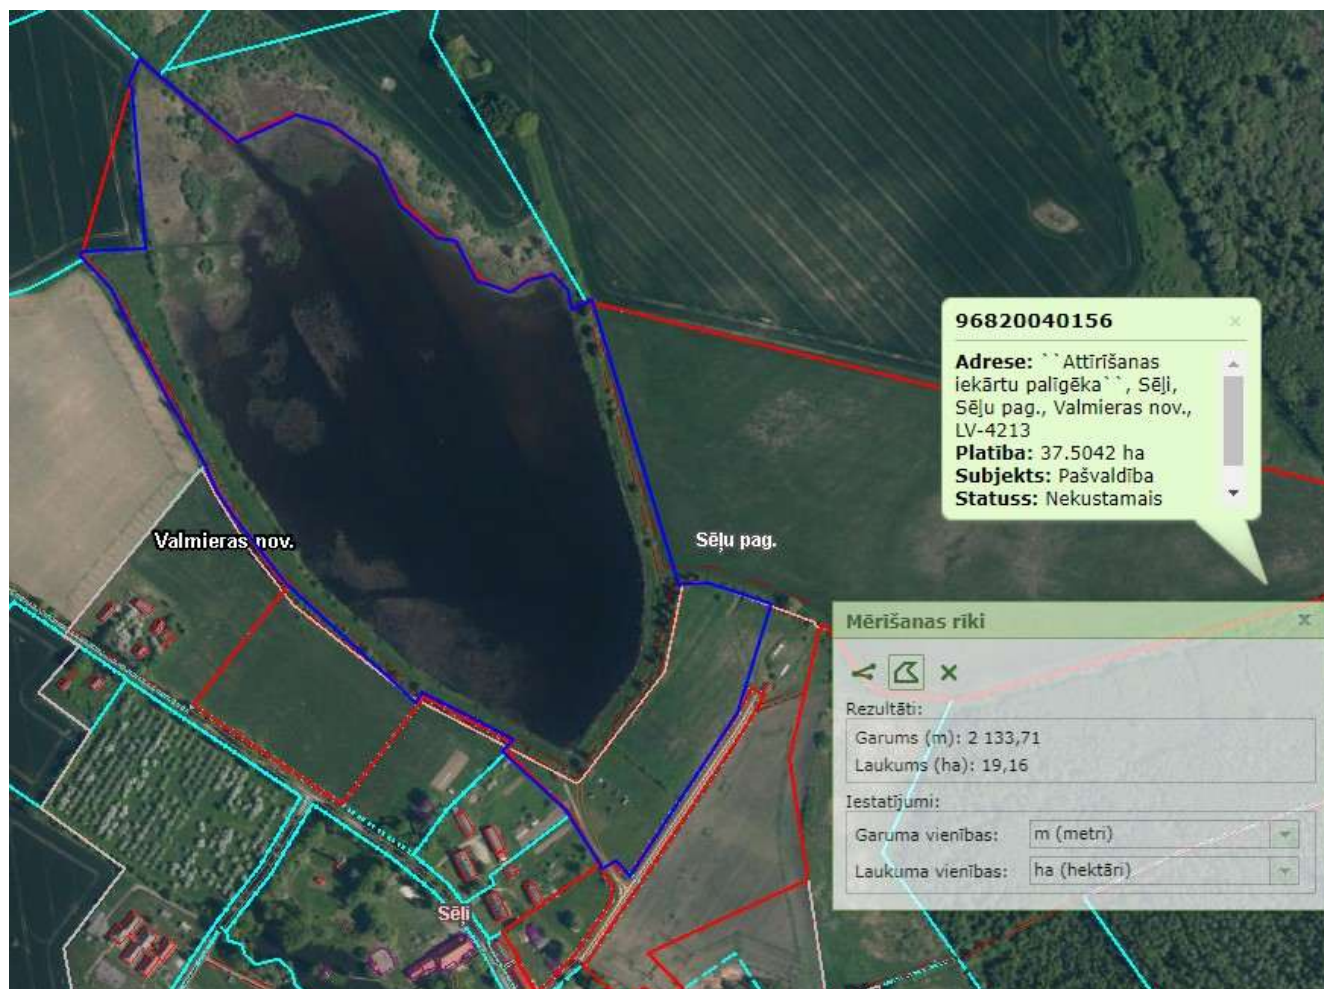 96820040156
Adrese: ``Attīrīšanas
iekārtu palīgēka``, Sēļi,
Sēļu pag., Valmieras nov.,
LV-4213
Platība: 37.5042 ha
Subjekts: Pašvaldība
Statuss: Nekustamais
Valmieras nov.
Sēļu pag.
Mērīšanas rīki
Rezultāti:
Garums (m): 2 133,71
Laukums (ha): 19,16
Iestatījumi:
Garuma vienības: m (metri)
Laukuma vienības: ha (hektāri)
Sēļi